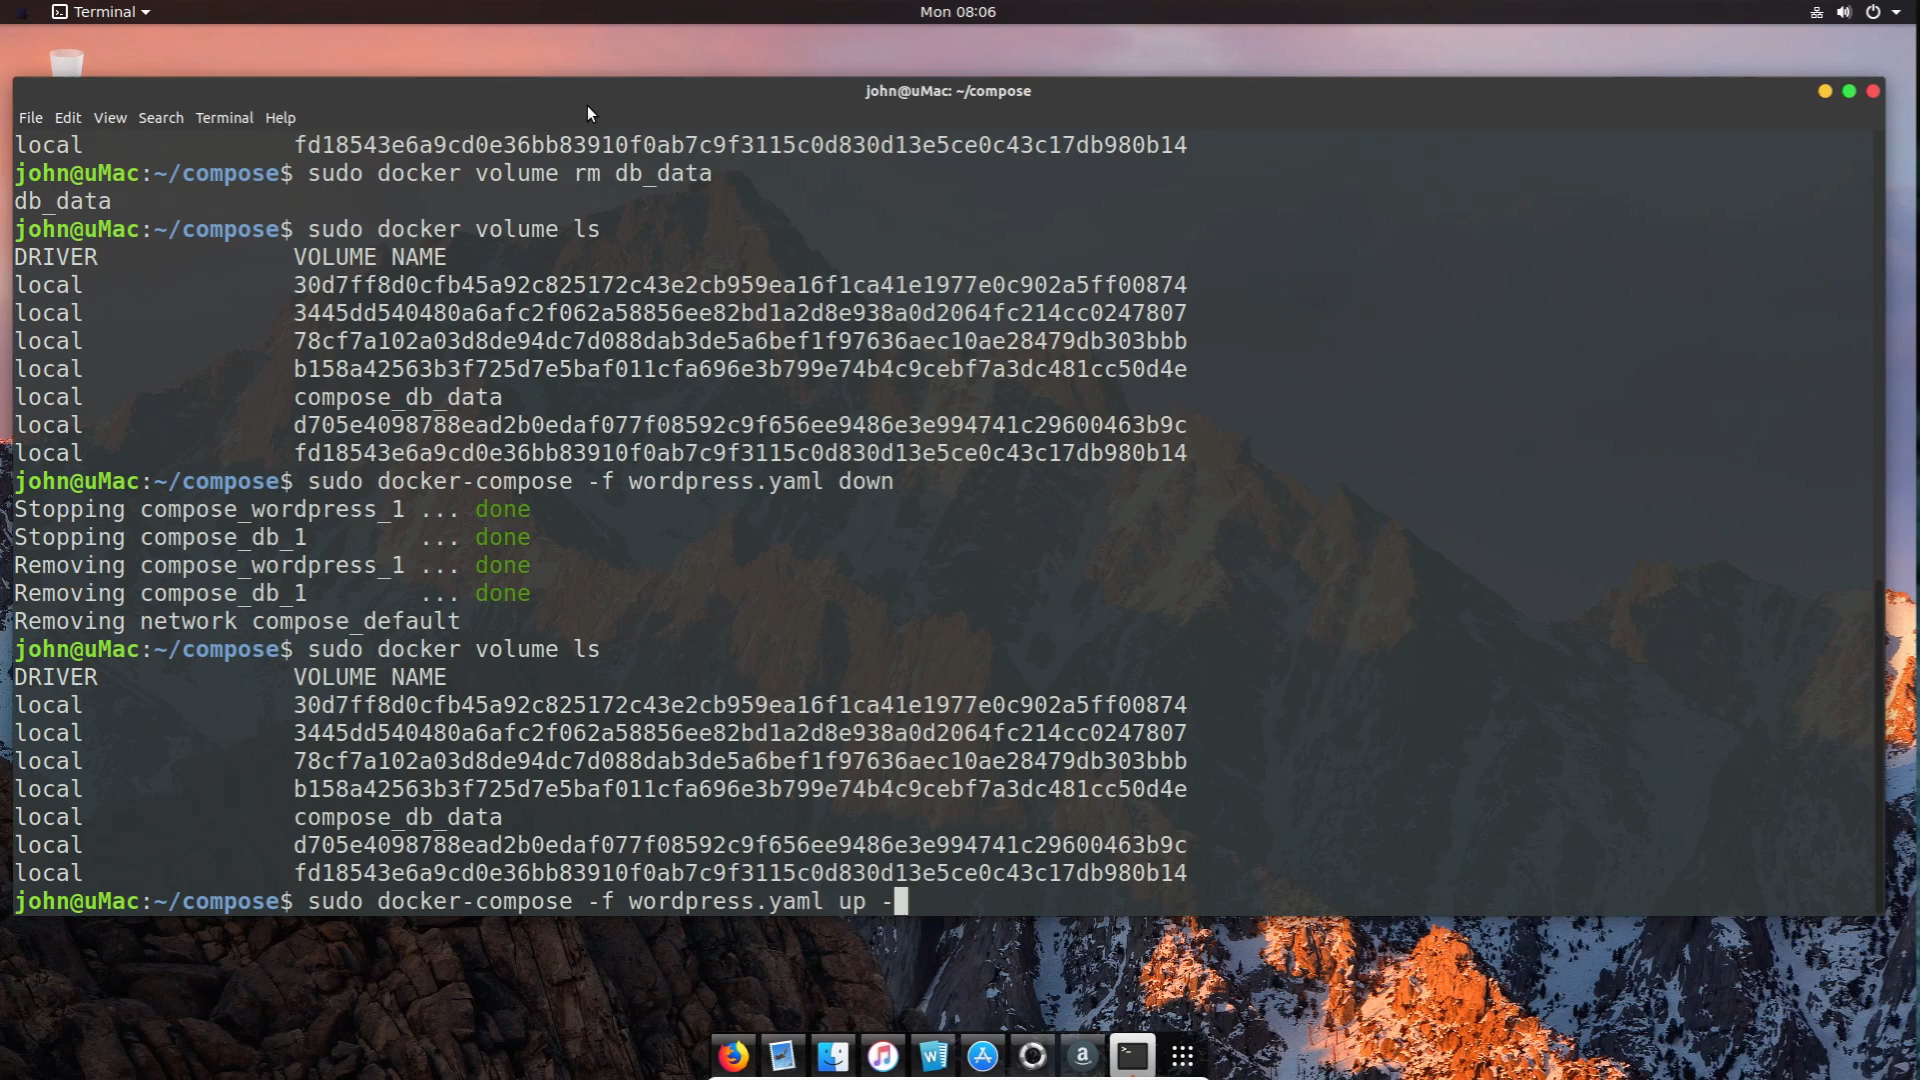 Terminal
Mon 08:06
john@uMac: ~/compose
File Edit View Search Terminal Help
local fd18543e6a9cd0e36bb83910f0ab7c9f3115c0d830d13e5ce0c43c17db980b14
john@uMac:~/compose$ sudo docker volume rm db_data
db_data
john@uMac:~/compose$ sudo docker volume ls
DRIVER VOLUME NAME
local 30d7ff8d0cfb45a92c825172c43e2cb959ea16f1ca41e1977e0c902a5ff00874
local 3445dd540480a6afc2f062a58856ee82bd1a2d8e938a0d2064fc214cc0247807
local 78cf7a102a03d8de94dc7d088dab3de5a6bef1f97636aec10ae28479db303bbb
local b158a42563b3f725d7e5baf011cfa696e3b799e74b4c9cebf7a3dc481cc50d4e
local compose_db_data
local d705e4098788ead2b0edaf077f08592c9f656ee9486e3e994741c29600463b9c
local fd18543e6a9cd0e36bb83910f0ab7c9f3115c0d830d13e5ce0c43c17db980b14
john@uMac:~/compose$ sudo docker-compose -f wordpress.yaml down
Stopping compose_wordpress_1 ... done
Stopping compose_db_1 ... done
Removing compose_wordpress_1 ... done
Removing compose_db_1 ... done
Removing network compose_default
john@uMac:~/compose$ sudo docker volume ls
DRIVER VOLUME NAME
local 30d7ff8d0cfb45a92c825172c43e2cb959ea16f1ca41e1977e0c902a5ff00874
local 3445dd540480a6afc2f062a58856ee82bd1a2d8e938a0d2064fc214cc0247807
local 78cf7a102a03d8de94dc7d088dab3de5a6bef1f97636aec10ae28479db303bbb
local b158a42563b3f725d7e5baf011cfa696e3b799e74b4c9cebf7a3dc481cc50d4e
local compose_db_data
local d705e4098788ead2b0edaf077f08592c9f656ee9486e3e994741c29600463b9c
local fd18543e6a9cd0e36bb83910f0ab7c9f3115c0d830d13e5ce0c43c17db980b14
john@uMac:~/compose$ sudo docker-compose -f wordpress.yaml up -